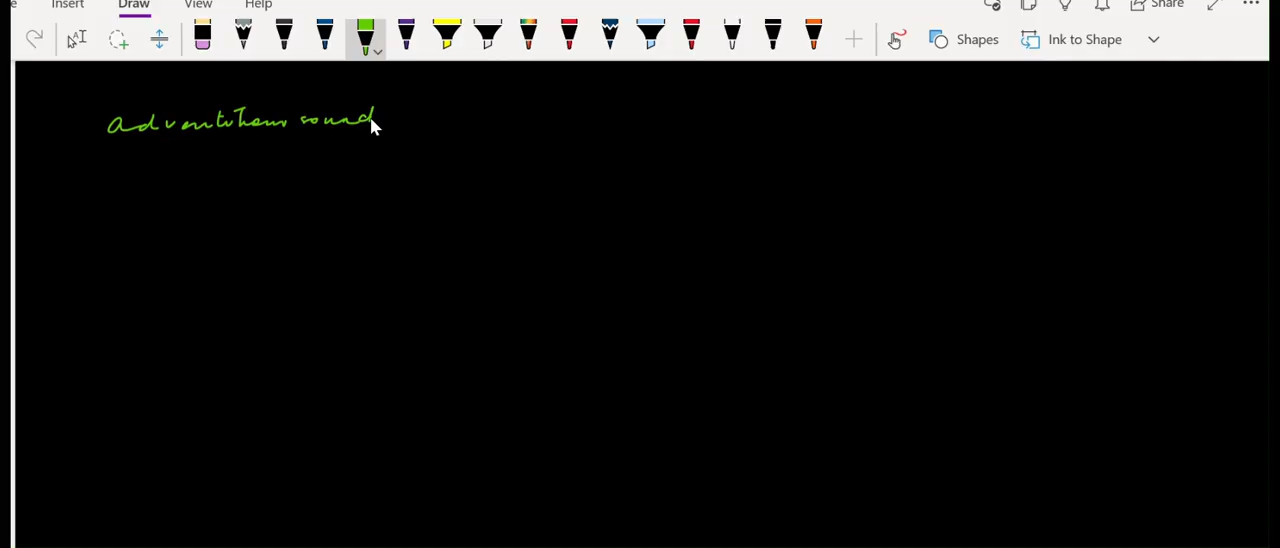 Insert Draw View Help Share
Shapes Ink to Shape
adventitious sound